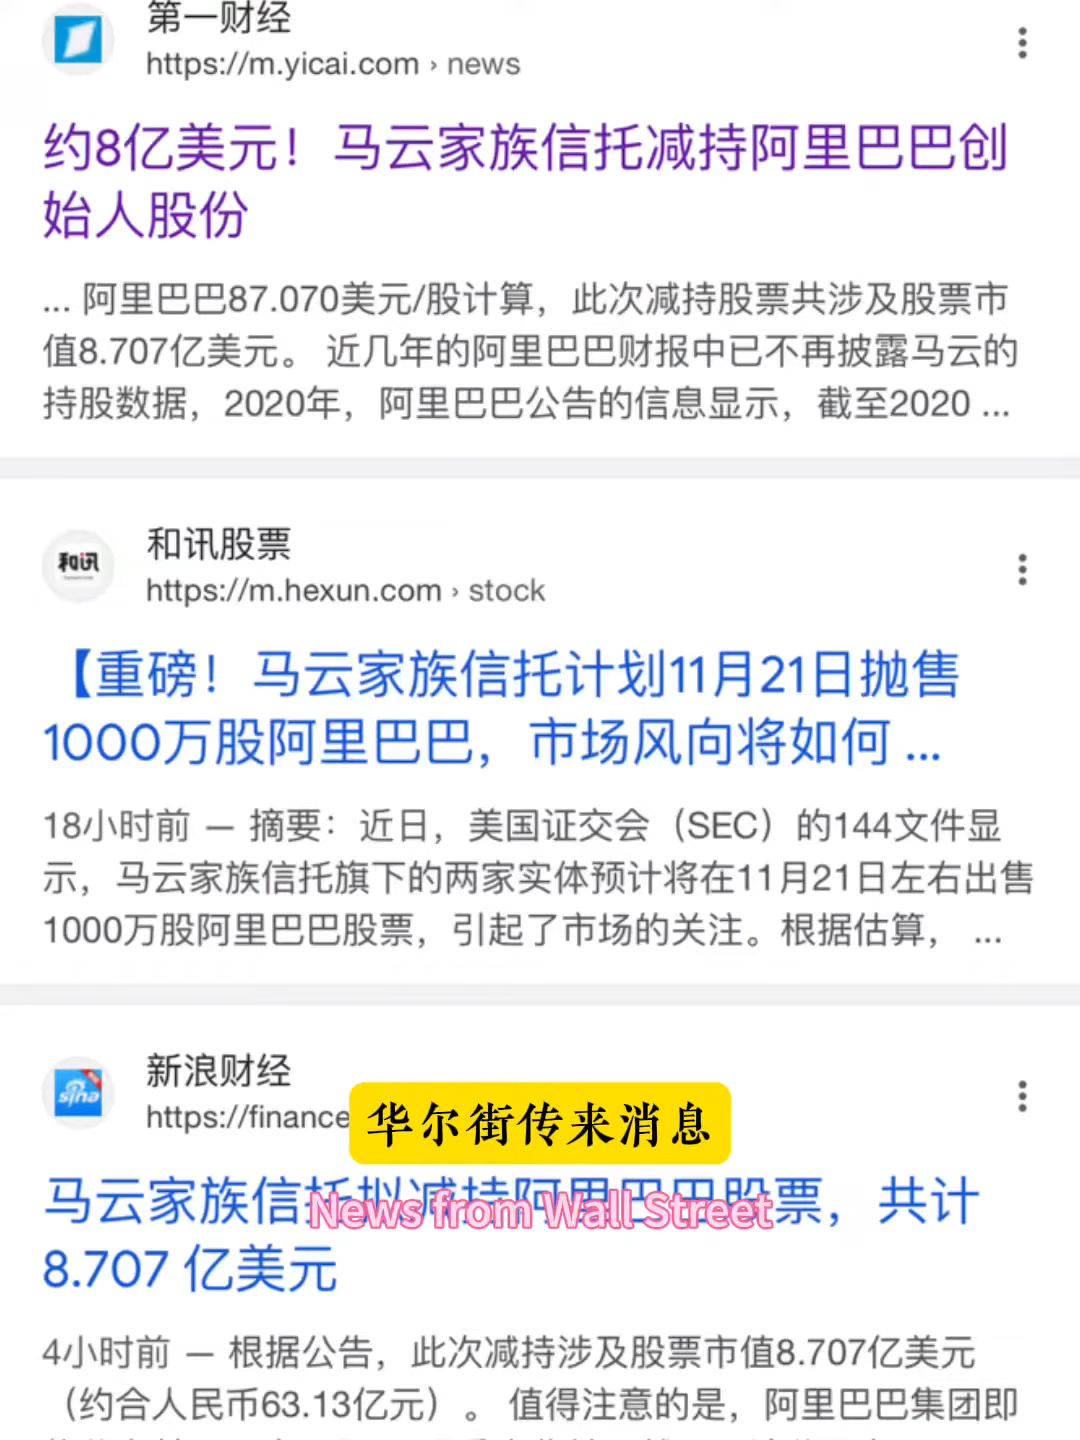 第一财经
https://m.yicai.com › news
约8亿美元！马云家族信托减持阿里巴巴创
始人股份
... 阿里巴巴87.070美元/股计算，此次减持股票共涉及股票市
值8.707亿美元。 近几年的阿里巴巴财报中已不再披露马云的
持股数据，2020年，阿里巴巴公告的信息显示，截至2020 ...
和讯
和讯股票
https://m.hexun.com › stock
【重磅！马云家族信托计划11月21日抛售
1000万股阿里巴巴，市场风向将如何 ...
18小时前 — 摘要：近日，美国证交会（SEC）的144文件显
示，马云家族信托旗下的两家实体预计将在11月21日左右出售
1000万股阿里巴巴股票，引起了市场的关注。根据估算， ...
sina
新浪财经
https://finance
华尔街传来消息
马云家族信托拟减持阿里巴巴股票，共计
News from Wall Street
8.707 亿美元
4小时前 — 根据公告，此次减持涉及股票市值8.707亿美元
（约合人民币63.13亿元）。 值得注意的是，阿里巴巴集团即